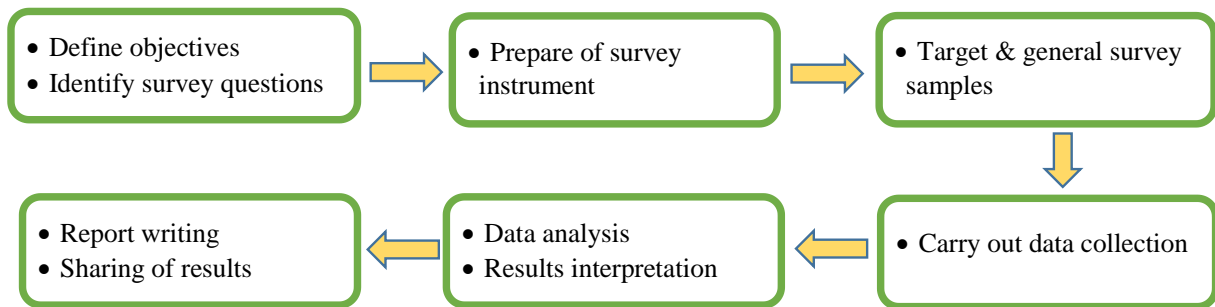 • Define objectives
• Identify survey questions
• Prepare of survey
instrument
• Target & general survey
samples
• Carry out data collection
• Data analysis
• Results interpretation
• Report writing
• Sharing of results